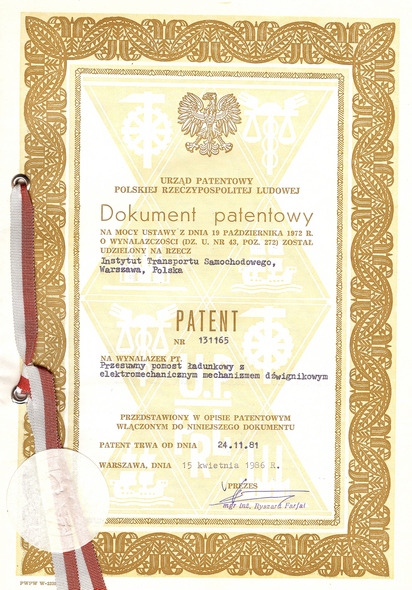 URZĄD PATENTOWY
POLSKIEJ RZECZYPOSPOLITEJ LUDOWEJ
Dokument patentowy
NA MOCY USTAWY Z DNIA 19 PAŹDZIERNIKA 1972 R.
O WYNALAZCZOŚCI (DZ. U. NR 43, POZ. 272) ZOSTAŁ
UDZIELONY NA RZECZ
Instytut Transportu Samochodowego,
Warszawa, Polska
PATENT
NR 131165
NA WYNALAZEK PT.
Przesuwny pomost ładunkowy z
elektromechanicznym mechanizmem dźwignikowym
PRZEDSTAWIONY W OPISIE PATENTOWYM
WŁĄCZONYM DO NINIEJSZEGO DOKUMENTU
PATENT TRWA OD DNIA 24.11.81
WARSZAWA, DNIA 15 kwietnia 1986 R.
PREZES
mgr inż. Ryszard Farfał